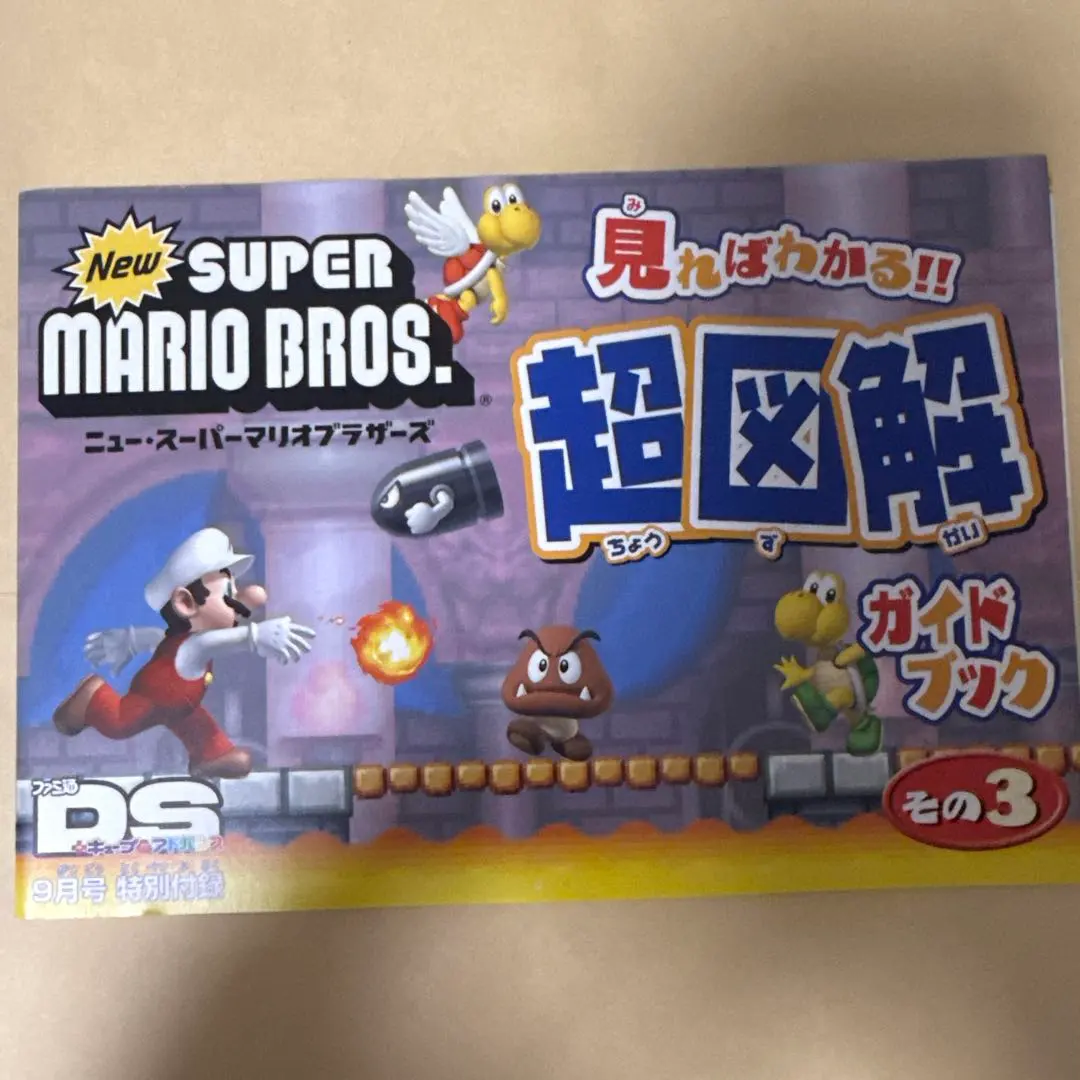 New SUPER
MARIO BROS.®
ニュー・スーパーマリオブラザーズ
見ればわかる!!
み
超図解
ちょう ず かい
ガイド
ブック
その3
ファミ通
DS
+キューブ+アドバンス
9月号 特別付録